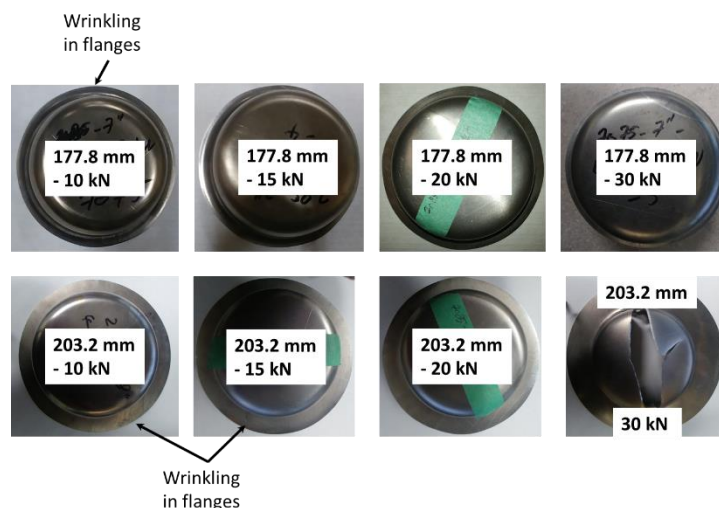 Wrinkling
in flanges
177.8 mm
- 10 kN
177.8 mm
- 15 kN
177.8 mm
- 20 kN
177.8 mm
- 30 kN
203.2 mm
- 10 kN
203.2 mm
- 15 kN
203.2 mm
- 20 kN
203.2 mm
30 kN
Wrinkling
in flanges